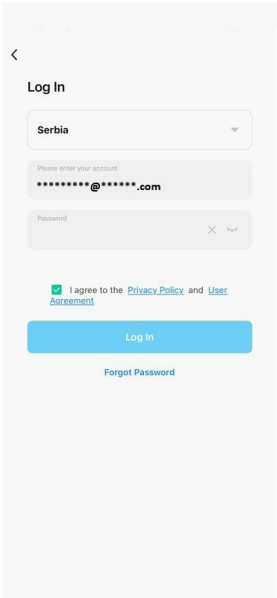 Log In
Serbia
Please enter your account
*********@******.com
Password
I agree to the Privacy Policy and User
Agreement
Log In
Forgot Password